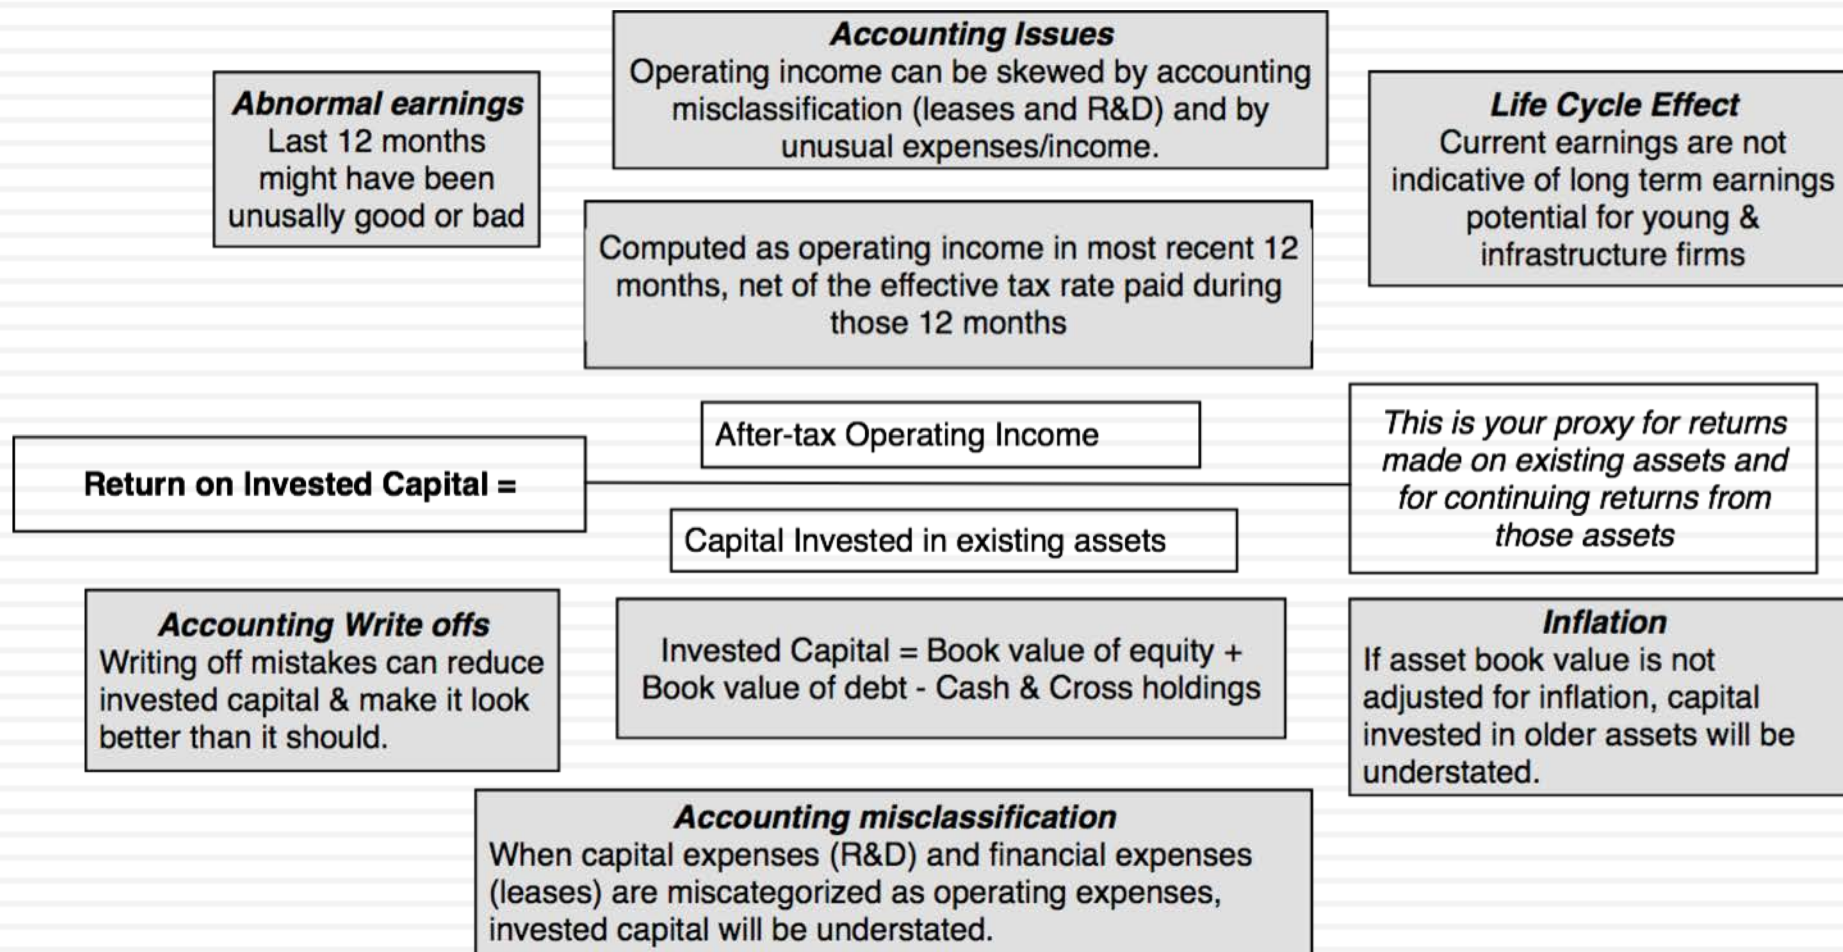 Accounting Issues
Operating income can be skewed by accounting
misclassification (leases and R&D) and by
unusual expenses/income.
Abnormal earnings
Last 12 months
might have been
unusally good or bad
Life Cycle Effect
Current earnings are not
indicative of long term earnings
potential for young &
infrastructure firms
Computed as operating income in most recent 12
months, net of the effective tax rate paid during
those 12 months
Return on Invested Capital =
After-tax Operating Income
Capital Invested in existing assets
This is your proxy for returns
made on existing assets and
for continuing returns from
those assets
Accounting Write offs
Writing off mistakes can reduce
invested capital & make it look
better than it should.
Invested Capital = Book value of equity +
Book value of debt - Cash & Cross holdings
Inflation
If asset book value is not
adjusted for inflation, capital
invested in older assets will be
understated.
Accounting misclassification
When capital expenses (R&D) and financial expenses
(leases) are miscategorized as operating expenses,
invested capital will be understated.